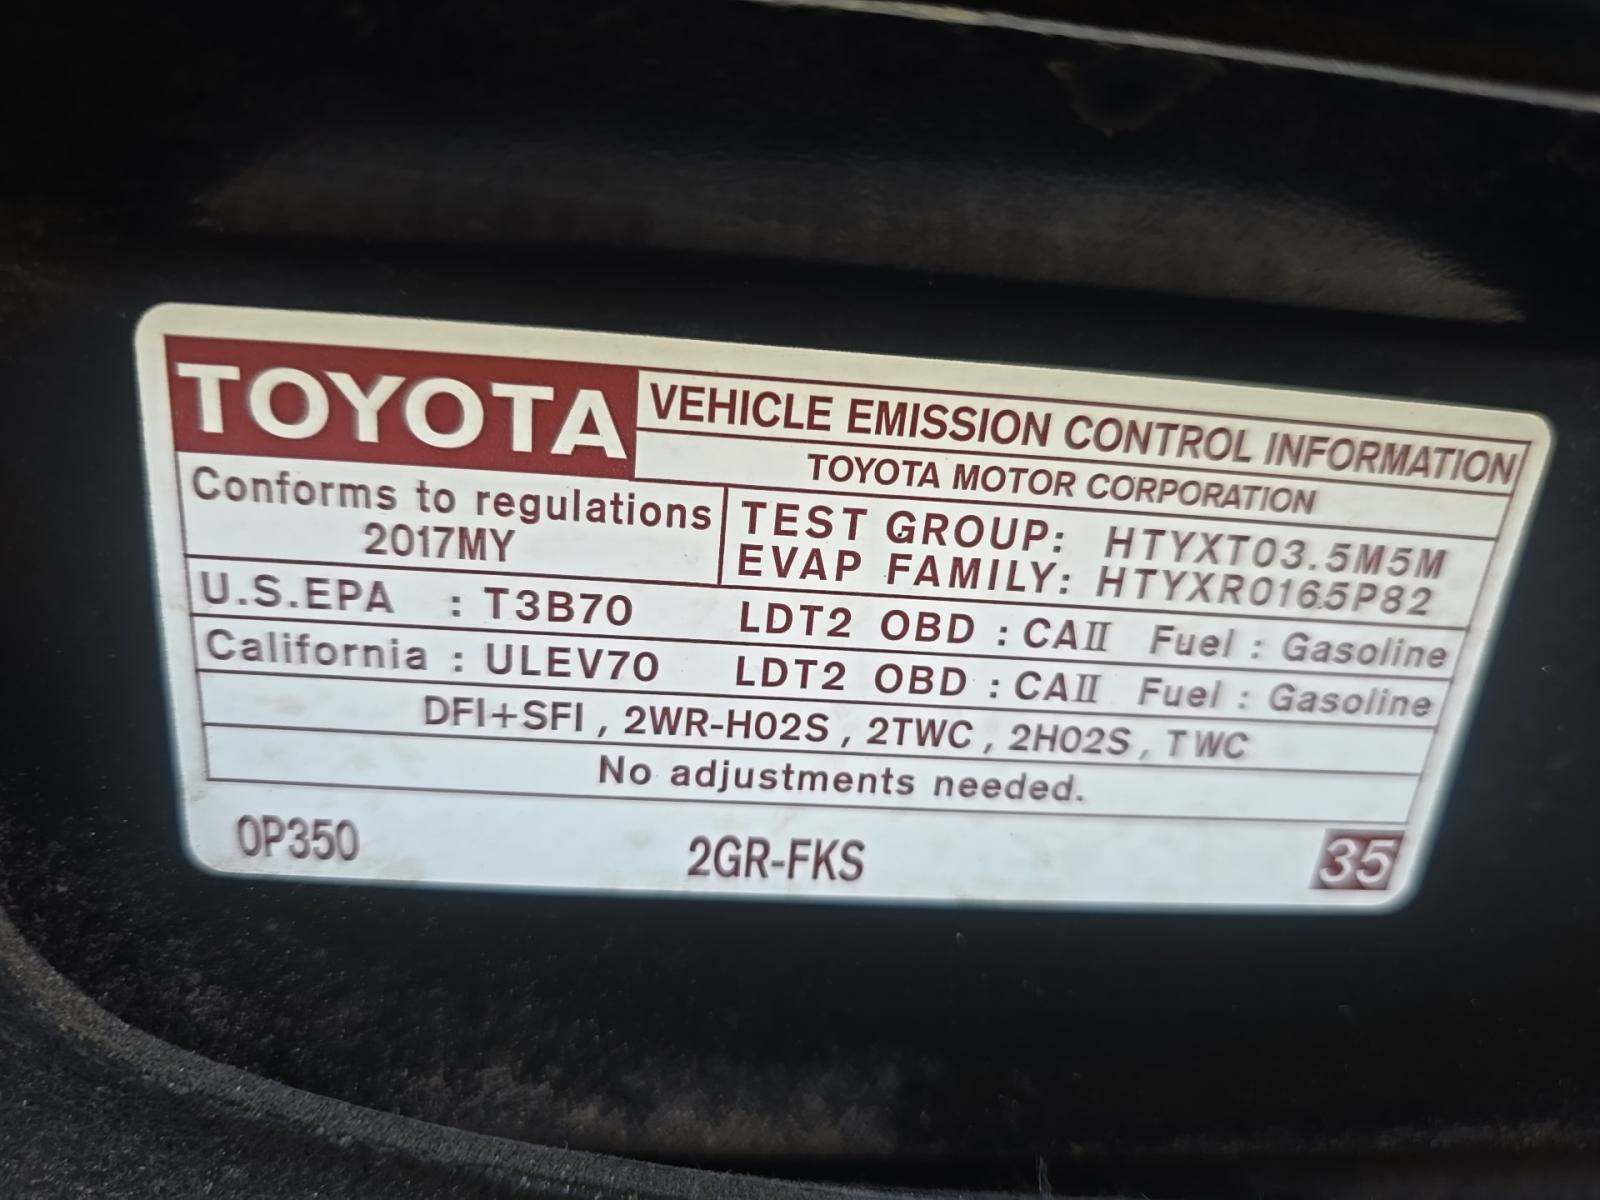 TOYOTA VEHICLE EMISSION CONTROL INFORMATION
TOYOTA MOTOR CORPORATION
Conforms to regulations
2017MY
TEST GROUP: HTYXT03.5M5M
EVAP FAMILY: HTYXR0165P82
U.S.EPA : T3B70 LDT2 OBD : CAII Fuel : Gasoline
California : ULEV70 LDT2 OBD : CAII Fuel : Gasoline
DFI+SFI , 2WR-HO2S , 2TWC , 2HO2S , TWC
No adjustments needed.
0P350 2GR-FKS 35